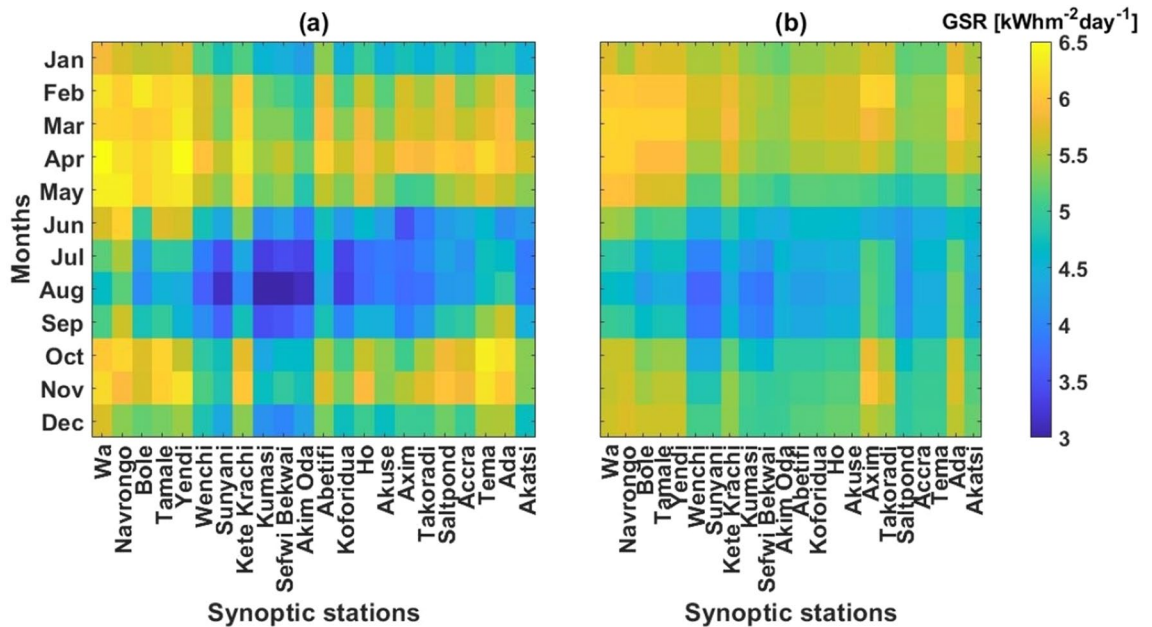 (a)
(b)
GSR [kWhm⁻²day⁻¹]
Months
Jan
Feb
Mar
Apr
May
Jun
Jul
Aug
Sep
Oct
Nov
Dec
6.5
6
5.5
5
4.5
4
3.5
3
Wa
Navrongo
Bole
Tamale
Yendi
Wenchi
Sunyani
Kete Krachi
Kumasi
Sefwi Bekwai
Akim Oda
Abetifi
Koforidua
Ho
Akuse
Axim
Takoradi
Saltpond
Accra
Tema
Ada
Akatsi
Wa
Navrongo
Bole
Tamale
Yendi
Wenchi
Sunyani
Kete Krachi
Kumasi
Sefwi Bekwai
Akim Oda
Abetifi
Koforidua
Ho
Akuse
Axim
Takoradi
Saltpond
Accra
Tema
Ada
Akatsi
Synoptic stations
Synoptic stations